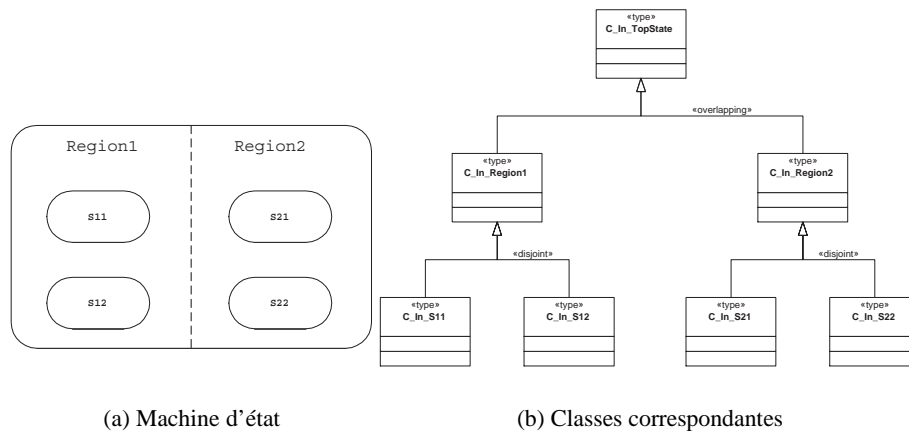 «type»
C_In_TopState
«overlapping»
Region1
Region2
S11
S21
S12
S22
«type»
C_In_Region1
«type»
C_In_Region2
«disjoint»
«disjoint»
«type»
C_In_S11
«type»
C_In_S12
«type»
C_In_S21
«type»
C_In_S22
(a) Machine d'état
(b) Classes correspondantes